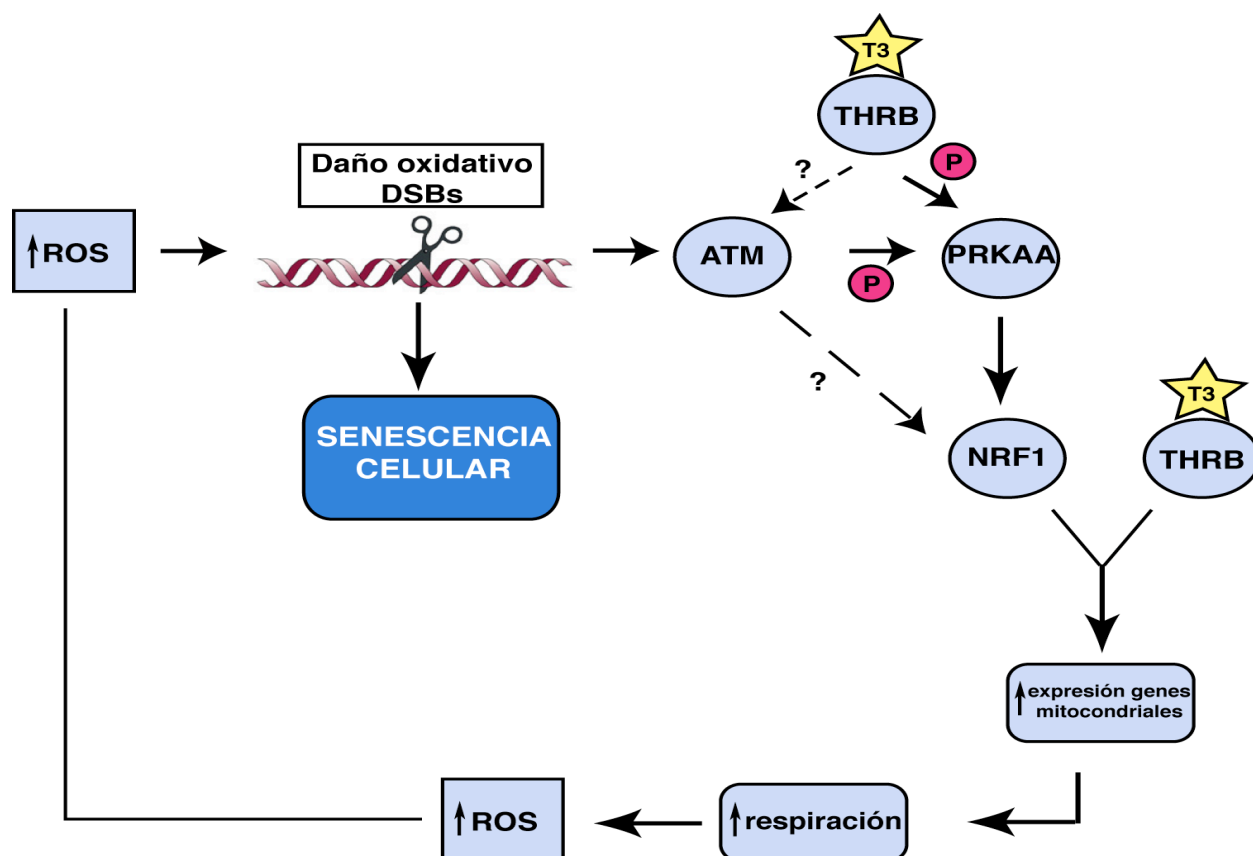 T3
THRB
P
?
Daño oxidativo
DSBs
↑ROS
ATM
P
PRKAA
?
SENESCENCIA
CELULAR
NRF1
T3
THRB
↑expresión genes
mitocondriales
↑respiración
↑ROS